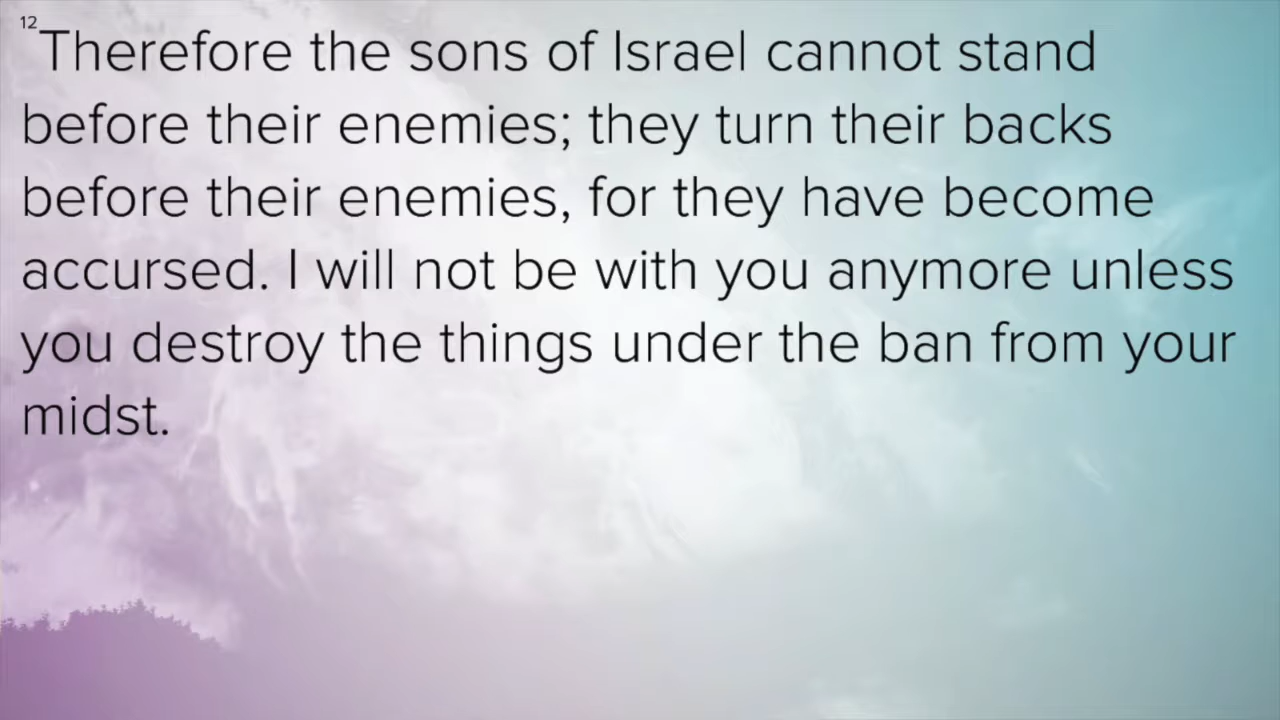 12 Therefore the sons of Israel cannot stand
before their enemies; they turn their backs
before their enemies, for they have become
accursed. I will not be with you anymore unless
you destroy the things under the ban from your
midst.